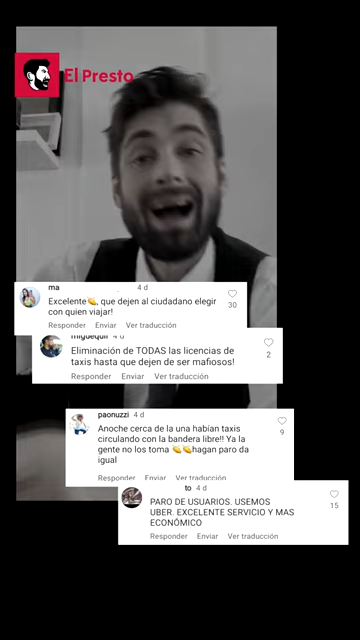 El Presto
ma 4 d
Excelente👏, que dejen al ciudadano elegir
con quien viajar!
30
Responder Enviar Ver traducción
miguequir 4 d
Eliminación de TODAS las licencias de
taxis hasta que dejen de ser mafiosos!
2
Responder Enviar Ver traducción
paonuzzi 4 d
Anoche cerca de la una habían taxis
circulando con la bandera libre!! Ya la
gente no los toma 👏👏hagan paro da
igual
9
Responder Enviar Ver traducción
to 4 d
PARO DE USUARIOS. USEMOS
UBER. EXCELENTE SERVICIO Y MAS
ECONÓMICO
15
Responder Enviar Ver traducción